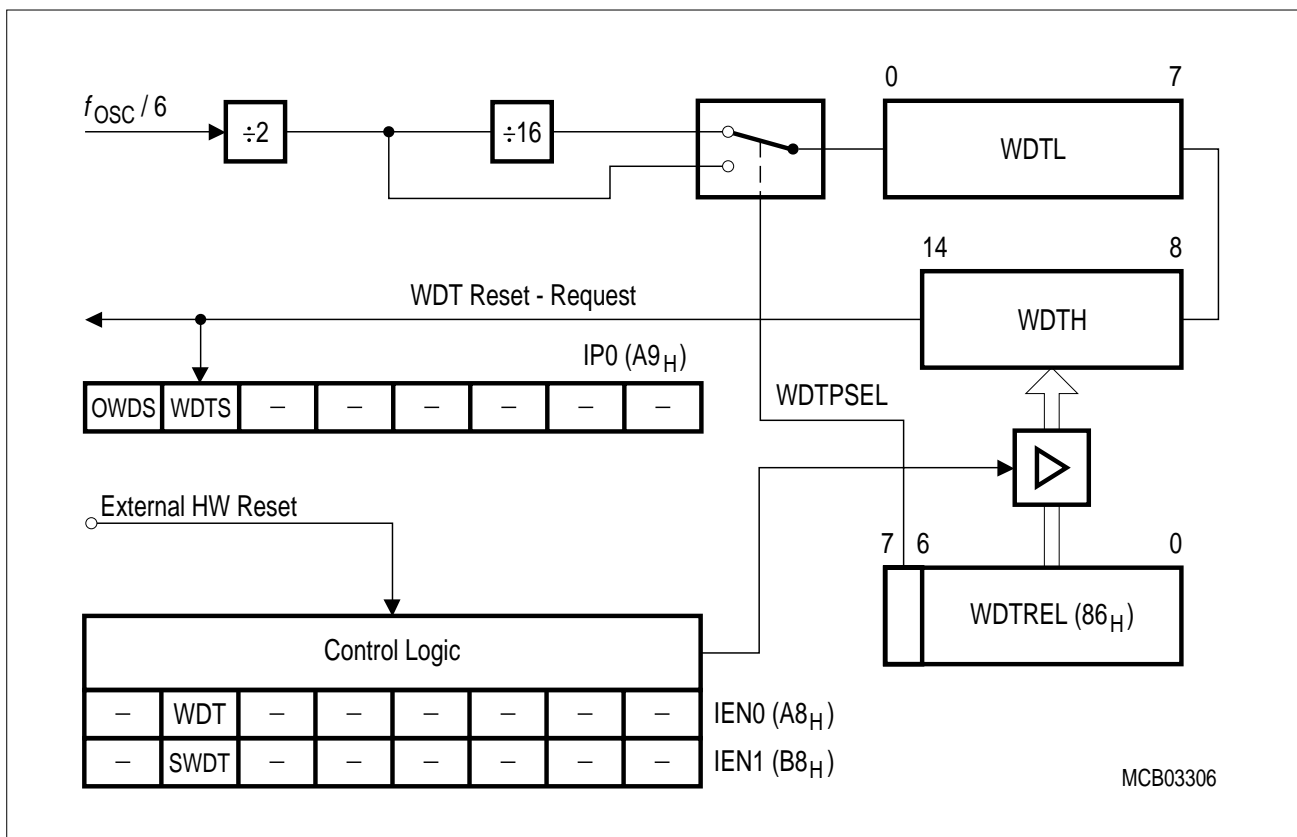 0 7
fOSC / 6
÷2 ÷16
WDTL
14 8
WDT Reset - Request
WDTH
IP0 (A9H)
OWDS WDTS – – – – – –
WDTPSEL
External HW Reset
7 6 0
WDTREL (86H)
Control Logic
– WDT – – – – – – IEN0 (A8H)
– SWDT – – – – – – IEN1 (B8H)
MCB03306